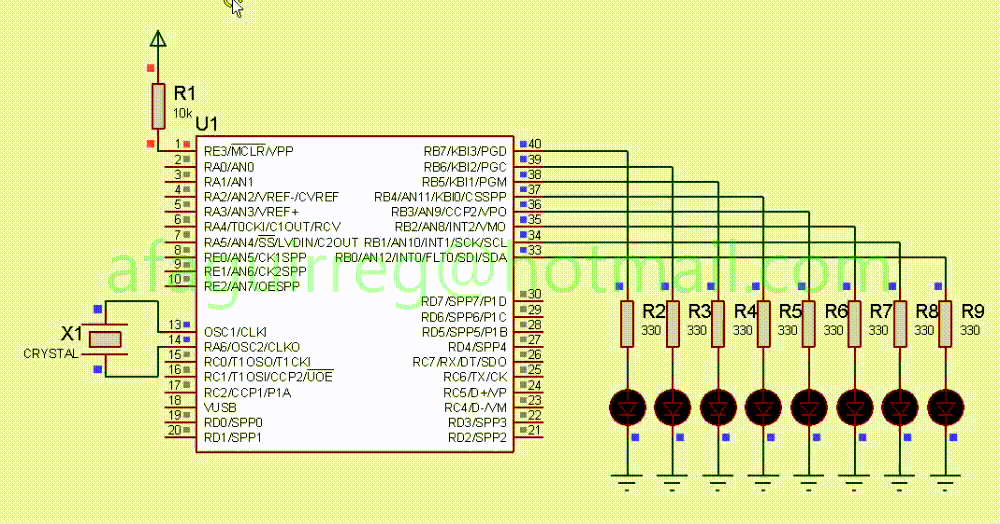 R1
10k
U1
1 RE3/MCLR/VPP
2 RA0/AN0
3 RA1/AN1
4 RA2/AN2/VREF-/CVREF
5 RA3/AN3/VREF+
6 RA4/T0CKI/C1OUT/RCV
7 RA5/AN4/SS/LVDIN/C2OUT
8 RE0/AN5/CK1SPP
9 RE1/AN6/CK2SPP
10 RE2/AN7/OESPP
13 OSC1/CLKI
14 RA6/OSC2/CLKO
15 RC0/T1OSO/T1CKI
16 RC1/T1OSI/CCP2/UOE
17 RC2/CCP1/P1A
18 VUSB
19 RD0/SPP0
20 RD1/SPP1
RB7/KBI3/PGD 40
RB6/KBI2/PGC 39
RB5/KBI1/PGM 38
RB4/AN11/KBI0/CSSPP 37
RB3/AN9/CCP2/VPO 36
RB2/AN8/INT2/VMO 35
RB1/AN10/INT1/SCK/SCL 34
RB0/AN12/INT0/FLT0/SDI/SDA 33
RD7/SPP7/P1D 30
RD6/SPP6/P1C 29
RD5/SPP5/P1B 28
RD4/SPP4 27
RC7/RX/DT/SDO 26
RC6/TX/CK 25
RC5/D+/VP 24
RC4/D-/VM 23
RD3/SPP3 22
RD2/SPP2 21
afaguirreg@hotmail.com
X1
CRYSTAL
R2 R3 R4 R5 R6 R7 R8 R9
330 330 330 330 330 330 330 330